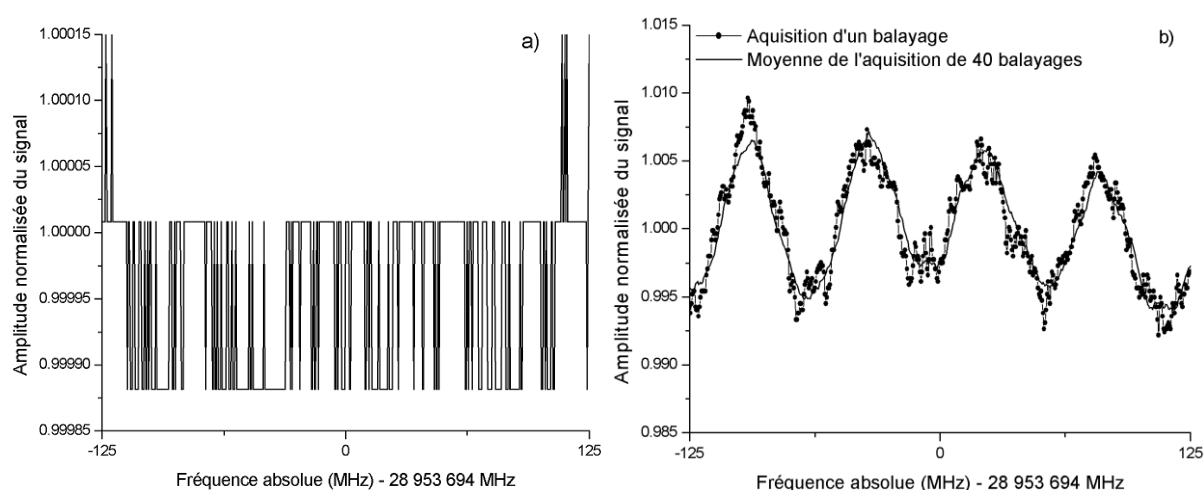 a)
1.00015
1.00010
1.00005
1.00000
0.99995
0.99990
0.99985
Amplitude normalisée du signal
-125
0
125
Fréquence absolue (MHz) - 28 953 694 MHz
b)
Aquisition d'un balayage
Moyenne de l'aquisition de 40 balayages
1.015
1.010
1.005
1.000
0.995
0.990
0.985
Amplitude normalisée du signal
-125
0
125
Fréquence absolue (MHz) - 28 953 694 MHz